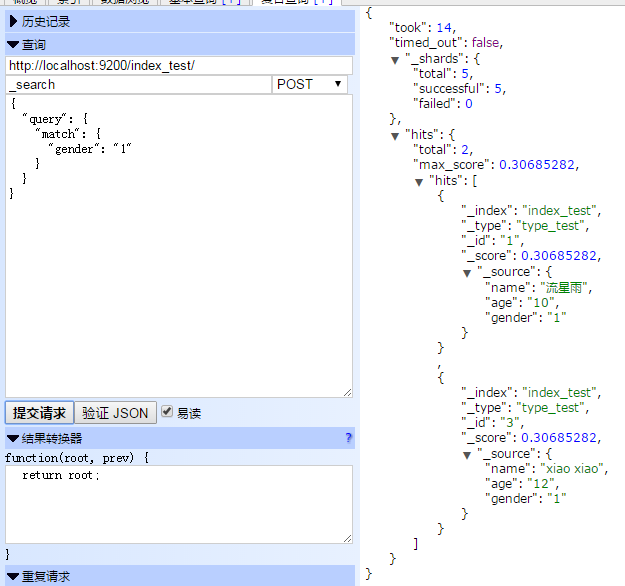 概览 索引 数据浏览 基本查询 [+] 复合查询 [+]
历史记录
查询
http://localhost:9200/index_test/
_search POST
{
"query": {
"match": {
"gender": "1"
}
}
}
提交请求 验证 JSON 易读
结果转换器 ?
function(root, prev) {
return root;
}
重复请求
{
"took": 14,
"timed_out": false,
"_shards": {
"total": 5,
"successful": 5,
"failed": 0
},
"hits": {
"total": 2,
"max_score": 0.30685282,
"hits": [
{
"_index": "index_test",
"_type": "type_test",
"_id": "1",
"_score": 0.30685282,
"_source": {
"name": "流星雨",
"age": "10",
"gender": "1"
}
}
,
{
"_index": "index_test",
"_type": "type_test",
"_id": "3",
"_score": 0.30685282,
"_source": {
"name": "xiao xiao",
"age": "12",
"gender": "1"
}
}
]
}
}